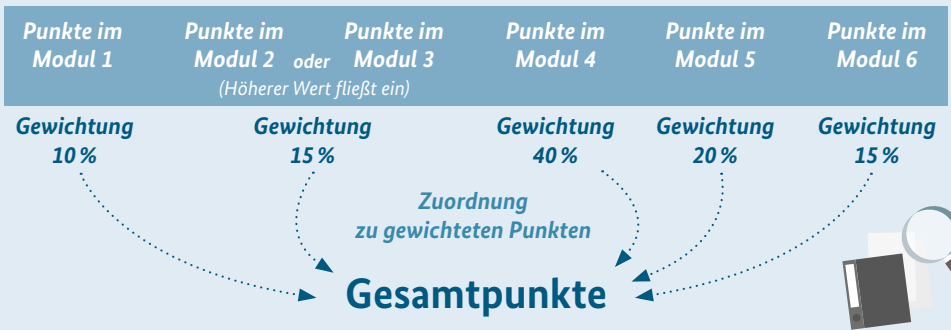 Punkte im Modul 1
Punkte im Modul 2 oder Punkte im Modul 3
(Höherer Wert fließt ein)
Punkte im Modul 4
Punkte im Modul 5
Punkte im Modul 6
Gewichtung
10 %
Gewichtung
15 %
Gewichtung
40 %
Gewichtung
20 %
Gewichtung
15 %
Zuordnung
zu gewichteten Punkten
Gesamtpunkte